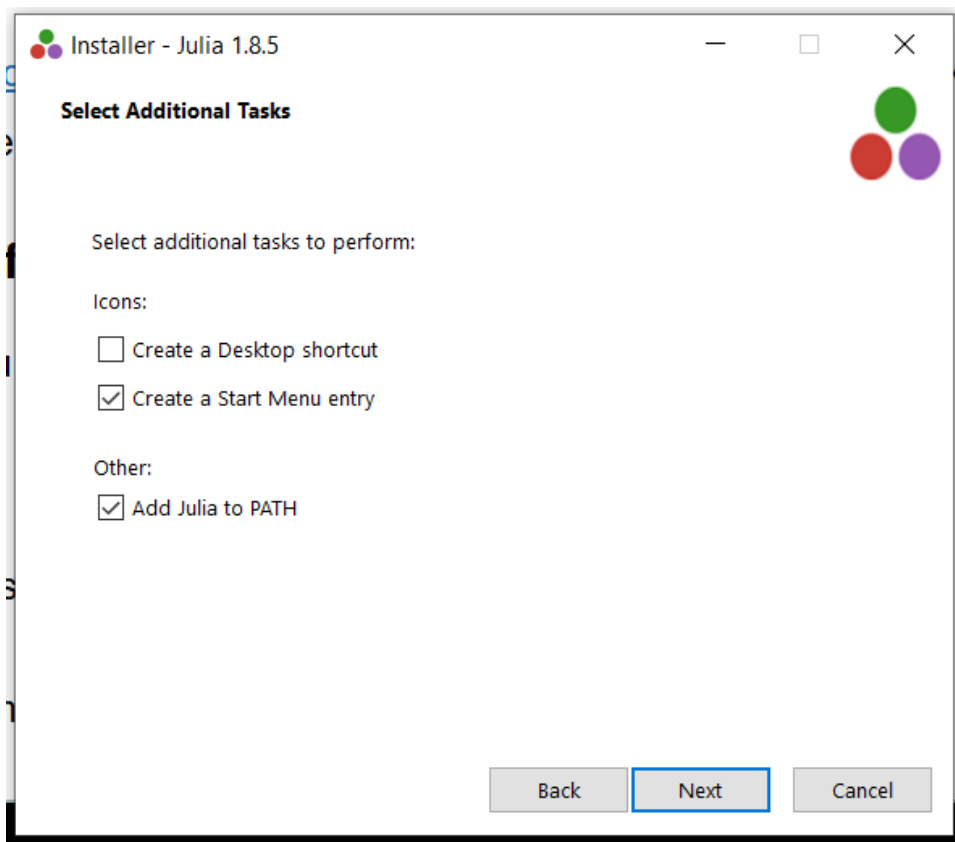 Installer - Julia 1.8.5
Select Additional Tasks
Select additional tasks to perform:
Icons:
Create a Desktop shortcut
Create a Start Menu entry
Other:
Add Julia to PATH
Back Next Cancel